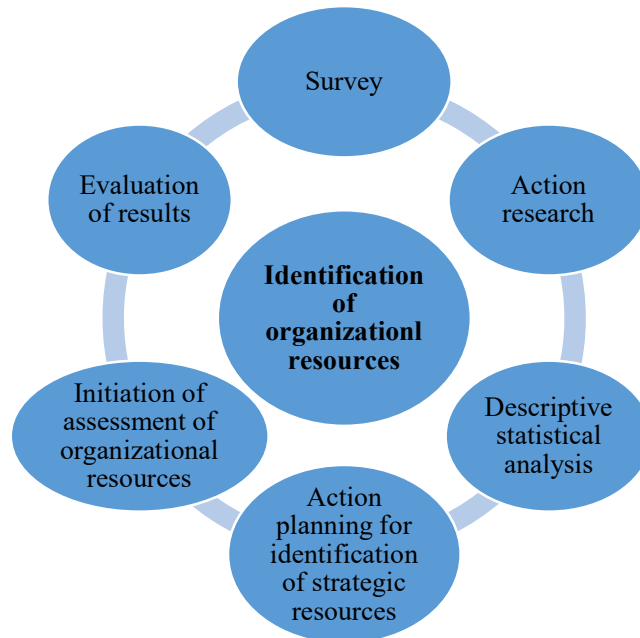 Survey
Evaluation
of results
Action
research
Identification
of
organizationl
resources
Initiation of
assessment of
organizational
resources
Descriptive
statistical
analysis
Action
planning for
identification
of strategic
resources